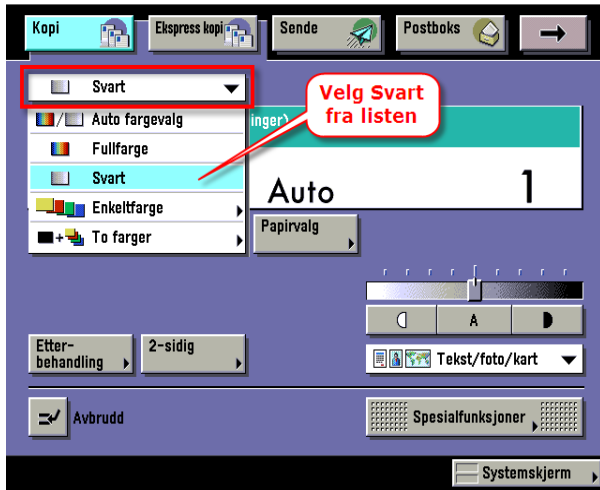 Kopi
Ekspress kopi
Sende
Postboks
Svart
Velg Svart
fra listen
Auto fargevalg
inger)
Fullfarge
Svart
Enkeltfarge
To farger
Auto 1
Papirvalg
A
Etter-
behandling
2-sidig
Tekst/foto/kart
Avbrudd
Spesialfunksjoner
Systemskjerm